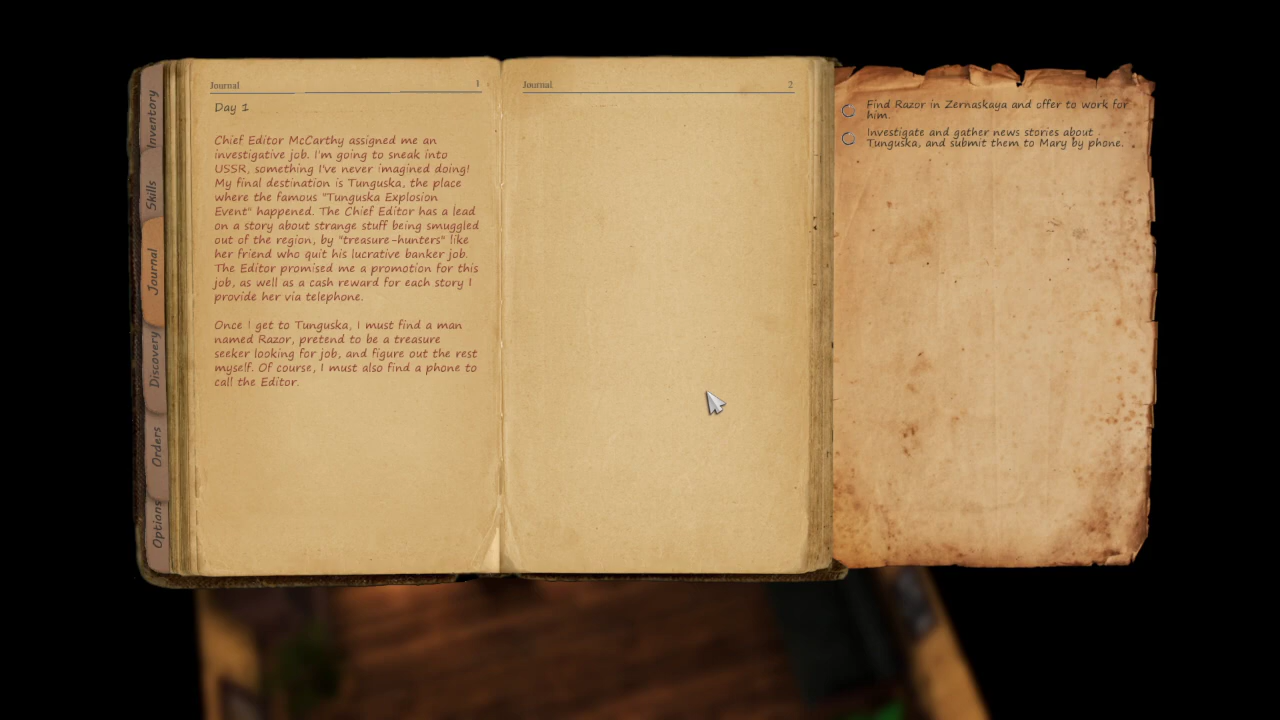 Inventory
Skills
Journal
Discovery
Orders
Options
Journal 1
Day 1
Chief Editor McCarthy assigned me an
investigative job. I'm going to sneak into
USSR, something I've never imagined doing!
My final destination is Tunguska, the place
where the famous "Tunguska Explosion
Event" happened. The Chief Editor has a lead
on a story about strange stuff being smuggled
out of the region, by "treasure-hunters" like
her friend who quit his lucrative banker job.
The Editor promised me a promotion for this
job, as well as a cash reward for each story I
provide her via telephone.
Once I get to Tunguska, I must find a man
named Razor, pretend to be a treasure
seeker looking for job, and figure out the rest
myself. Of course, I must also find a phone to
call the Editor.
Journal 2
Find Razor in Zernaskaya and offer to work for
him.
Investigate and gather news stories about
Tunguska, and submit them to Mary by phone.